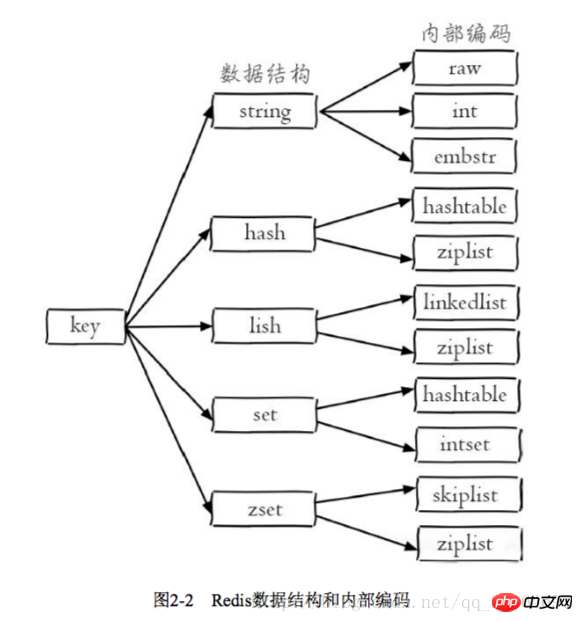 内部编码
数据结构
raw
string
int
embstr
hashtable
hash
ziplist
linkedlist
key
lish
ziplist
hashtable
set
intset
skiplist
zset
ziplist
图2-2 Redis数据结构和内部编码
net/qq_
php 中文网